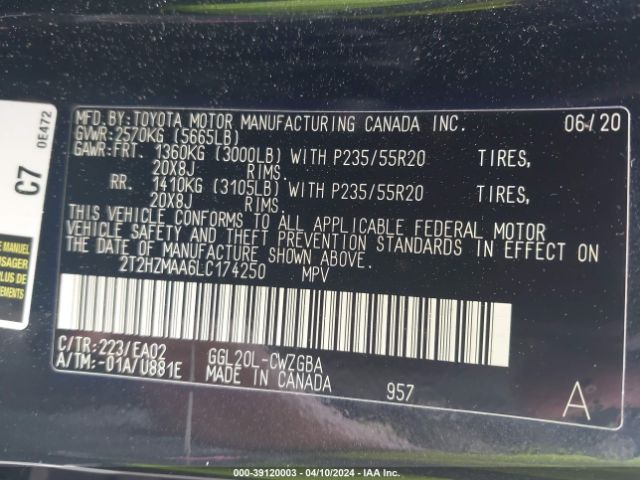 MFD.BY:TOYOTA MOTOR MANUFACTURING CANADA INC. 06/20
GVWR:2570KG (5665LB)
GAWR:FRT. 1360KG (3000LB) WITH P235/55R20 TIRES,
20X8J RIMS.
RR. 1410KG (3105LB) WITH P235/55R20 TIRES,
20X8J RIMS.
THIS VEHICLE CONFORMS TO ALL APPLICABLE FEDERAL MOTOR
VEHICLE SAFETY AND THEFT PREVENTION STANDARDS IN EFFECT ON
THE DATE OF MANUFACTURE SHOWN ABOVE.
2T2HZMAA6LC174250 MPV
C/TR:223/EA02 GGL20L-CWZGBA
A/TM:-01A/U881E MADE IN CANADA 957 A
0E472
C7
E MANUEL
USAGER
EMENTS
000-39120003 - 04/10/2024 - IAA Inc.